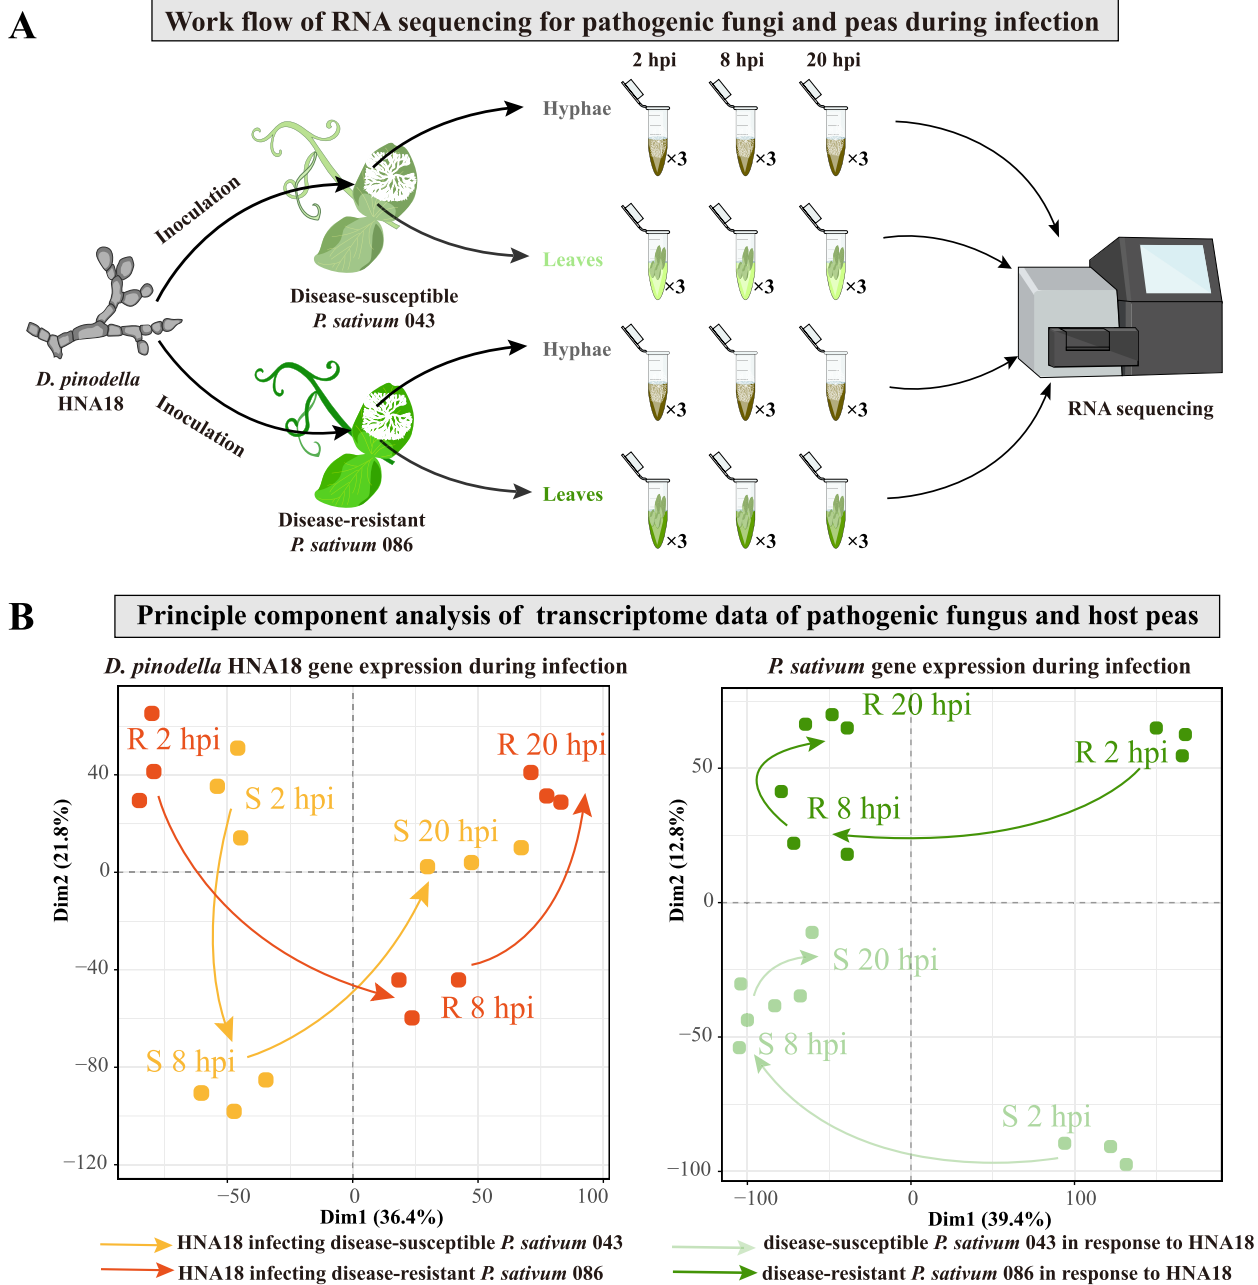 A
Work flow of RNA sequencing for pathogenic fungi and peas during infection
2 hpi 8 hpi 20 hpi
Hyphae
×3 ×3 ×3
Inoculation
Leaves
×3 ×3 ×3
Disease-susceptible
P. sativum 043
Hyphae
×3 ×3 ×3
D. pinodella
HNA18
Inoculation
RNA sequencing
Leaves
×3 ×3 ×3
Disease-resistant
P. sativum 086
B
Principle component analysis of transcriptome data of pathogenic fungus and host peas
D. pinodella HNA18 gene expression during infection
R 2 hpi
R 20 hpi
S 2 hpi
S 20 hpi
R 8 hpi
S 8 hpi
40
0
−40
−80
−120
Dim2 (21.8%)
−50 0 50 100
Dim1 (36.4%)
HNA18 infecting disease-susceptible P. sativum 043
HNA18 infecting disease-resistant P. sativum 086
P. sativum gene expression during infection
R 20 hpi
R 2 hpi
R 8 hpi
S 20 hpi
S 8 hpi
S 2 hpi
50
0
−50
−100
Dim2 (12.8%)
−100 0 100
Dim1 (39.4%)
disease-susceptible P. sativum 043 in response to HNA18
disease-resistant P. sativum 086 in response to HNA18